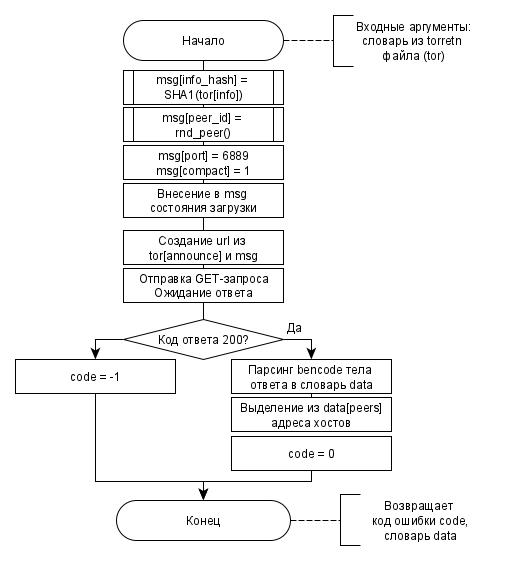 Начало
Входные аргументы:
словарь из torretn
файла (tor)
msg[info_hash] =
SHA1(tor[info])
msg[peer_id] =
rnd_peer()
msg[port] = 6889
msg[compact] = 1
Внесение в msg
состояния загрузки
Создание url из
tor[announce] и msg
Отправка GET-запроса
Ожидание ответа
Код ответа 200?
Да
code = -1
Парсинг bencode тела
ответа в словарь data
Выделение из data[peers]
адреса хостов
code = 0
Конец
Возвращает
код ошибки code,
словарь data